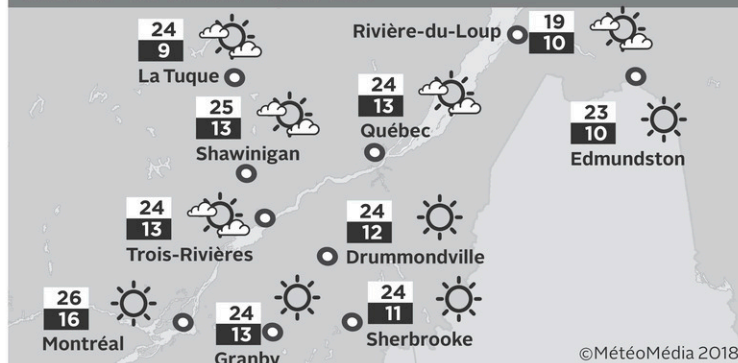 24
9
La Tuque
Rivière-du-Loup
19
10
25
13
Shawinigan
24
13
Québec
23
10
Edmundston
24
13
Trois-Rivières
24
12
Drummondville
26
16
Montréal
24
13
Granby
24
11
Sherbrooke
©MétéoMédia 2018